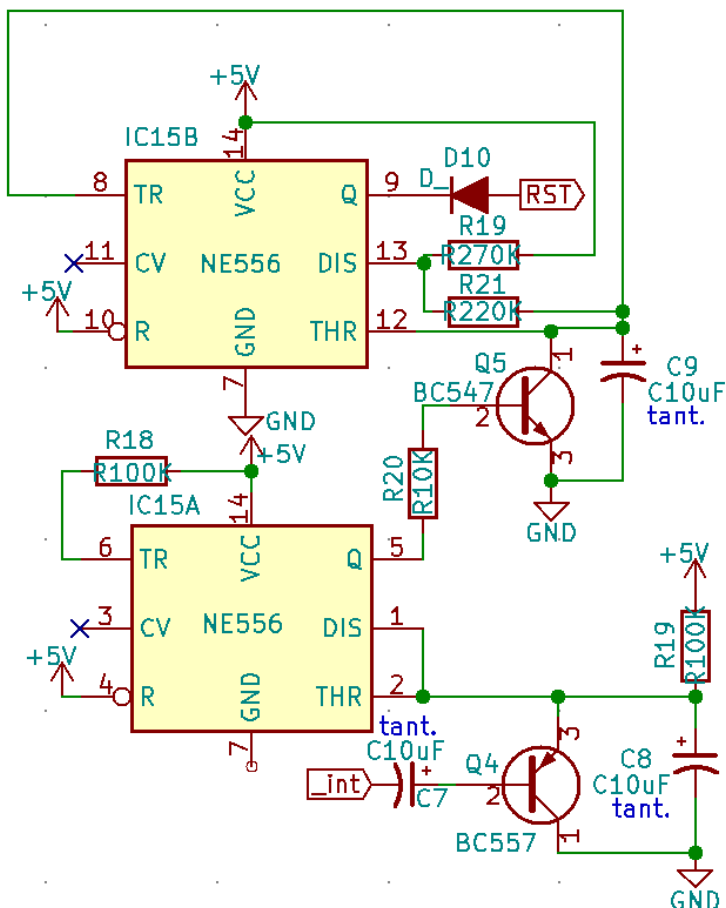 +5V
IC15B
14
D10
8
TR
VCC
Q
9
D_
RST
R19
11
CV
NE556
DIS
13
R270K
+5V
R21
R220K
10
R
GND
THR
12
Q5
1
C9
7
BC547
C10uF
2
tant.
GND
R18
+5V
3
R100K
R20
R10K
IC15A
14
GND
6
TR
VCC
Q
5
+5V
3
CV
NE556
DIS
1
R19
R100K
+5V
4
R
GND
THR
2
7
tant.
3
C10uF
Q4
C8
_int
C7
2
C10uF
tant.
BC557
1
GND